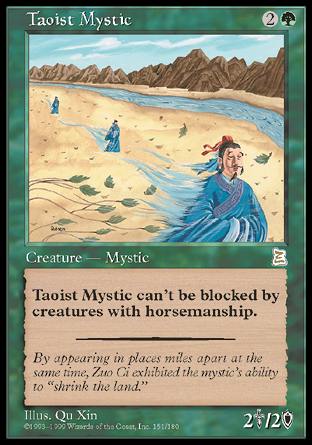 Taoist Mystic 2
Creature — Mystic
Taoist Mystic can't be blocked by
creatures with horsemanship.
By appearing in places miles apart at
the same time, Zuo Ci exhibited the mystic's ability
to “shrink the land.”
Illus. Qu Xin
©1993-1999 Wizards of the Coast, Inc. 151/180
2/2